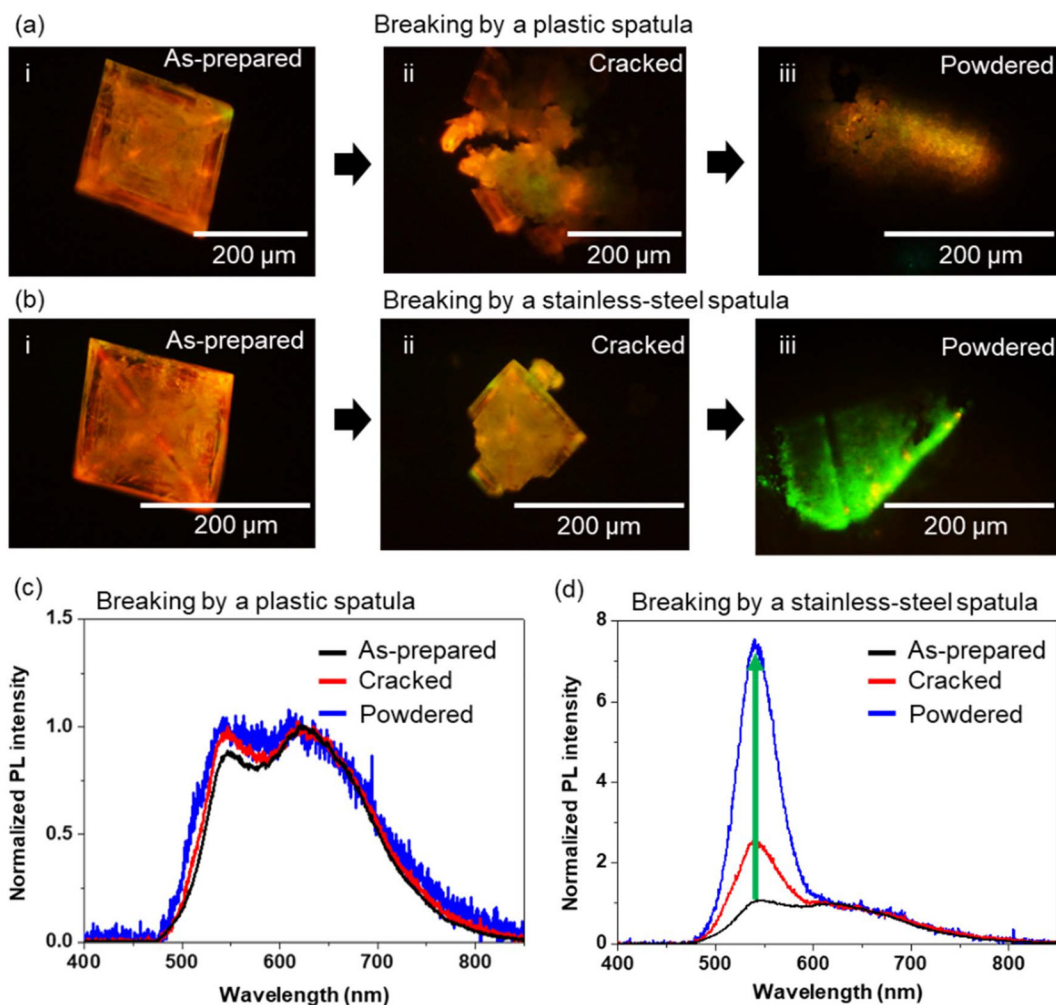 (a)
Breaking by a plastic spatula
i
As-prepared
200 µm
ii
Cracked
200 µm
iii
Powdered
200 µm
(b)
Breaking by a stainless-steel spatula
i
As-prepared
200 µm
ii
Cracked
200 µm
iii
Powdered
200 µm
(c)
Breaking by a plastic spatula
1.5
1.0
0.5
0.0
Normalized PL intensity
As-prepared
Cracked
Powdered
400 500 600 700 800
Wavelength (nm)
(d)
Breaking by a stainless-steel spatula
8
6
4
2
0
Normalized PL intensity
As-prepared
Cracked
Powdered
400 500 600 700 800
Wavelength (nm)